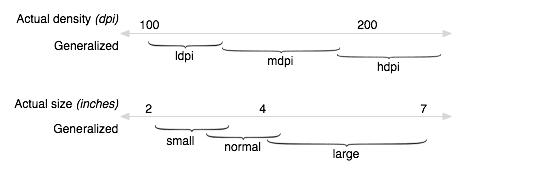 Actual density (dpi) 100 200
Generalized
ldpi mdpi hdpi
Actual size (inches) 2 4 7
Generalized
small normal large